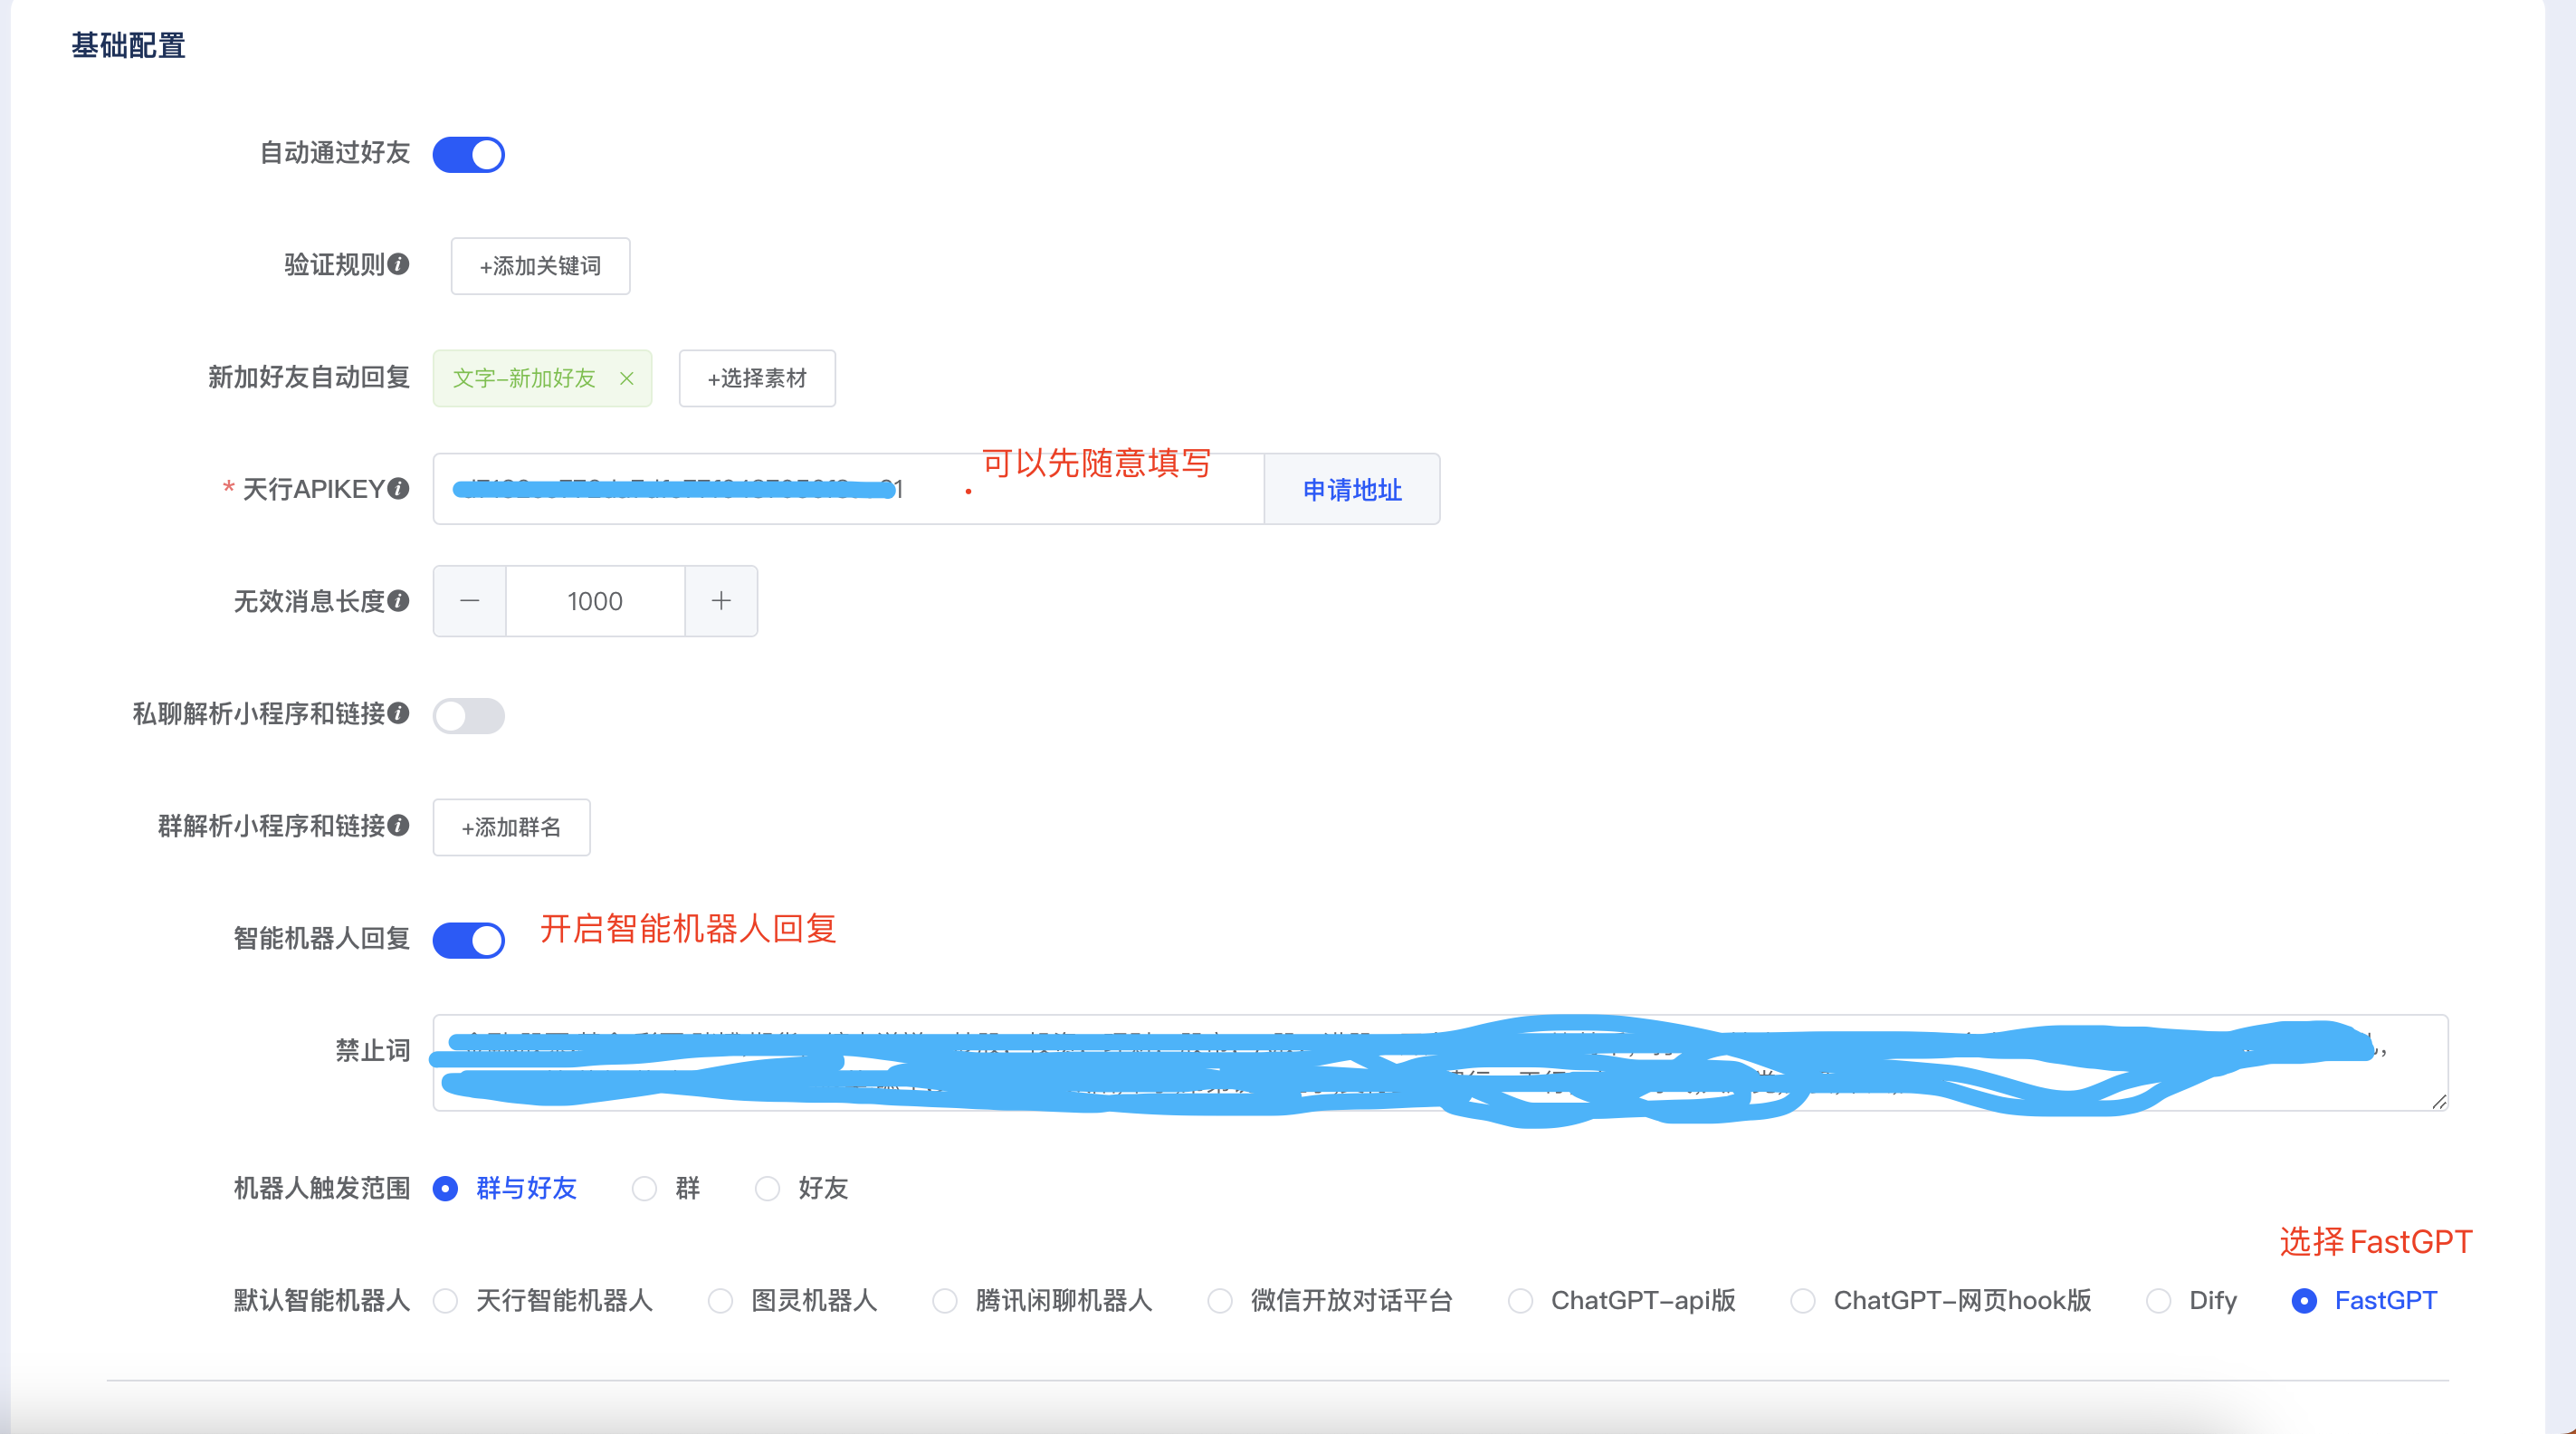 基础配置
自动通过好友
验证规则 +添加关键词
新加好友自动回复 文字-新加好友 × +选择素材
可以先随意填写
* 天行APIKEY 申请地址
无效消息长度 − 1000 +
私聊解析小程序和链接
群解析小程序和链接 +添加群名
智能机器人回复 开启智能机器人回复
禁止词
机器人触发范围 群与好友 群 好友
选择 FastGPT
默认智能机器人 天行智能机器人 图灵机器人 腾讯闲聊机器人 微信开放对话平台 ChatGPT-api版 ChatGPT-网页hook版 Dify FastGPT